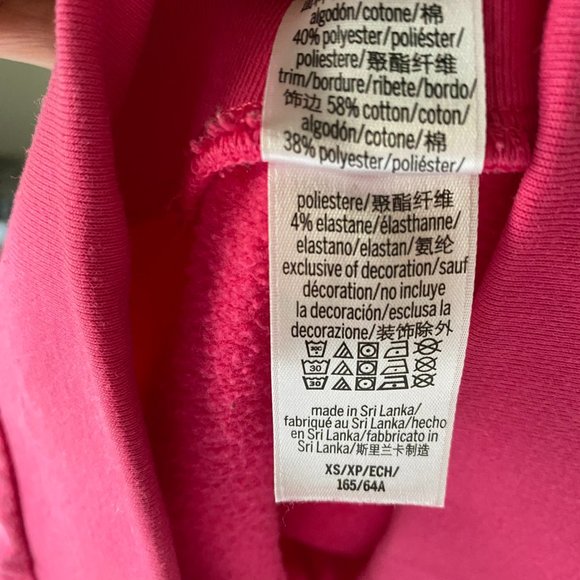 algodón/cotone/棉
40% polyester/poliéster/
poliestere/聚酯纤维
trim/bordure/ribete/bordo/
饰边 58% cotton/coton/
algodón/cotone/棉
38% polyester/poliéster/
poliestere/聚酯纤维
4% elastane/élasthanne/
elastano/elastan/氨纶
exclusive of decoration/sauf
décoration/no incluye
la decoración/esclusa la
decorazione/装饰除外
30
made in Sri Lanka/
fabriqué au Sri Lanka/hecho
en Sri Lanka/fabbricato in
Sri Lanka/斯里兰卡制造
XS/XP/ECH/
165/64A